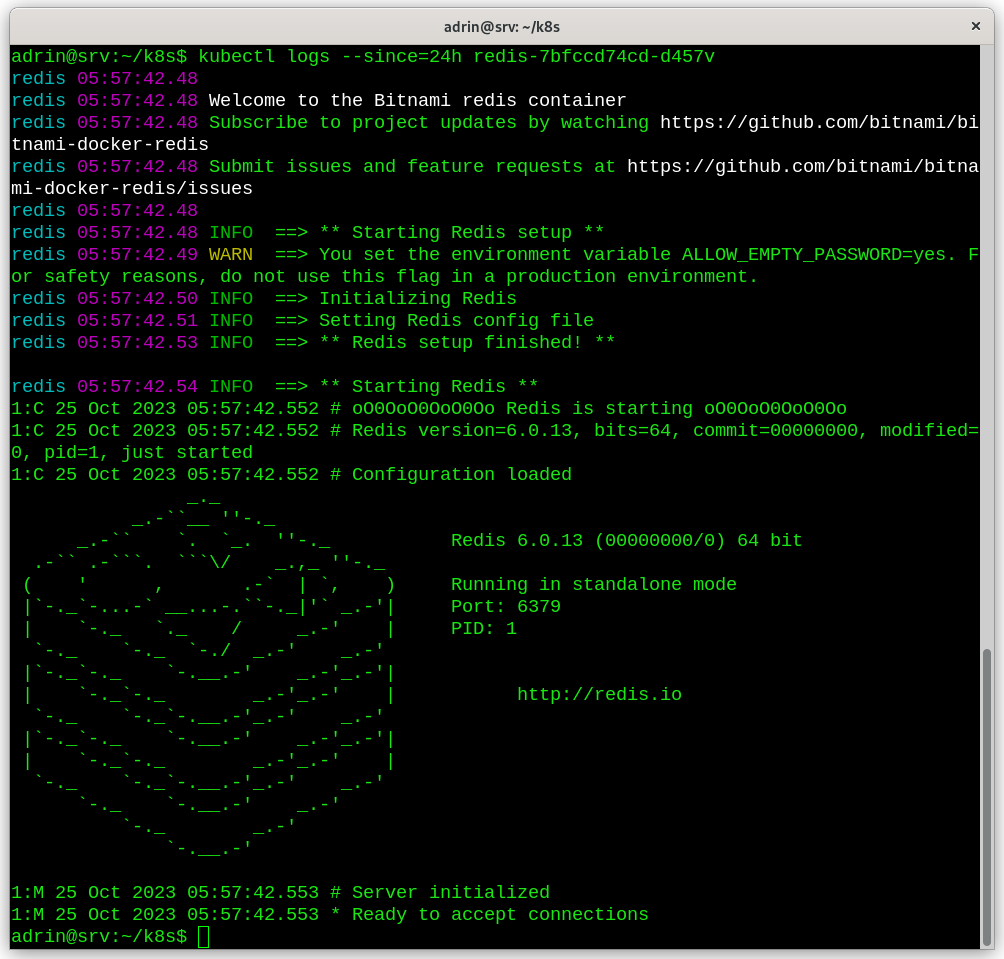 adrin@srv: ~/k8s
adrin@srv:~/k8s$ kubectl logs --since=24h redis-7bfccd74cd-d457v
redis 05:57:42.48
redis 05:57:42.48 Welcome to the Bitnami redis container
redis 05:57:42.48 Subscribe to project updates by watching https://github.com/bitnami/bi
tnami-docker-redis
redis 05:57:42.48 Submit issues and feature requests at https://github.com/bitnami/bitna
mi-docker-redis/issues
redis 05:57:42.48
redis 05:57:42.48 INFO  ==> ** Starting Redis setup **
redis 05:57:42.49 WARN  ==> You set the environment variable ALLOW_EMPTY_PASSWORD=yes. F
or safety reasons, do not use this flag in a production environment.
redis 05:57:42.50 INFO  ==> Initializing Redis
redis 05:57:42.51 INFO  ==> Setting Redis config file
redis 05:57:42.53 INFO  ==> ** Redis setup finished! **
redis 05:57:42.54 INFO  ==> ** Starting Redis **
1:C 25 Oct 2023 05:57:42.552 # oO0OoO0OoO0Oo Redis is starting oO0OoO0OoO0Oo
1:C 25 Oct 2023 05:57:42.552 # Redis version=6.0.13, bits=64, commit=00000000, modified=
0, pid=1, just started
1:C 25 Oct 2023 05:57:42.552 # Configuration loaded
Redis 6.0.13 (00000000/0) 64 bit
Running in standalone mode
Port: 6379
PID: 1
http://redis.io
1:M 25 Oct 2023 05:57:42.553 # Server initialized
1:M 25 Oct 2023 05:57:42.553 * Ready to accept connections
adrin@srv:~/k8s$